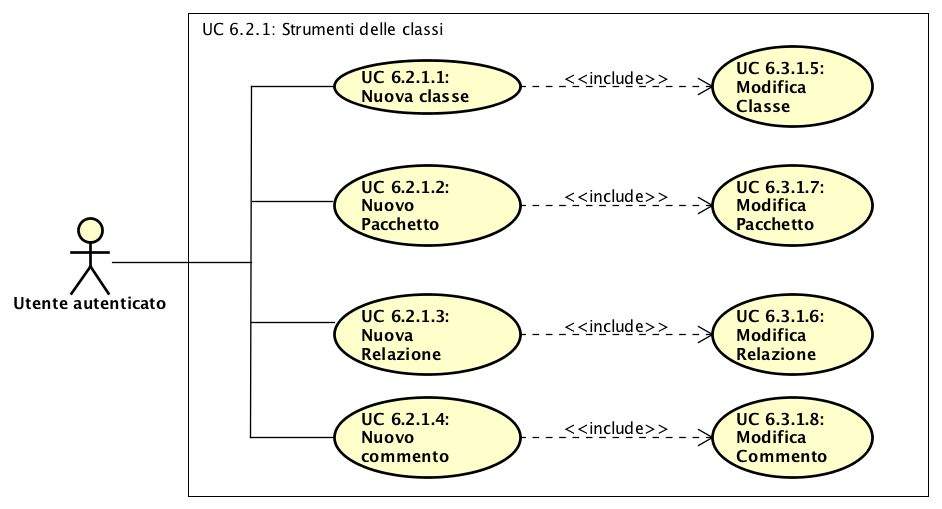 UC 6.2.1: Strumenti delle classi
UC 6.2.1.1:
Nuova classe
<<include>>
UC 6.3.1.5:
Modifica
Classe
UC 6.2.1.2:
Nuovo
Pacchetto
<<include>>
UC 6.3.1.7:
Modifica
Pacchetto
Utente autenticato
UC 6.2.1.3:
Nuova
Relazione
<<include>>
UC 6.3.1.6:
Modifica
Relazione
UC 6.2.1.4:
Nuovo
commento
<<include>>
UC 6.3.1.8:
Modifica
Commento